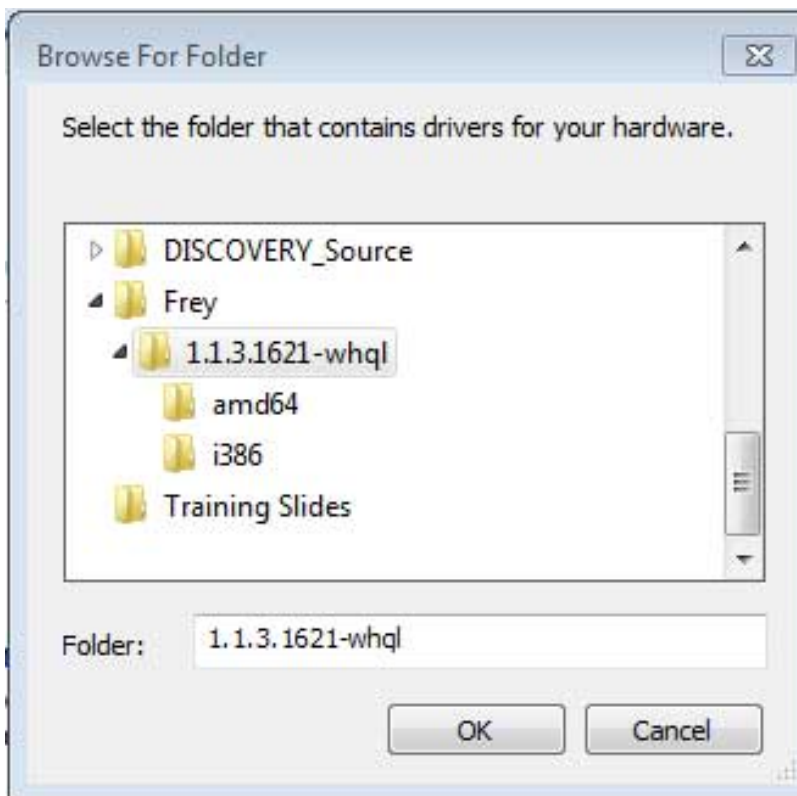 Browse For Folder
Select the folder that contains drivers for your hardware.
DISCOVERY_Source
Frey
1.1.3.1621-whql
amd64
i386
Training Slides
Folder: 1.1.3.1621-whql
OK Cancel